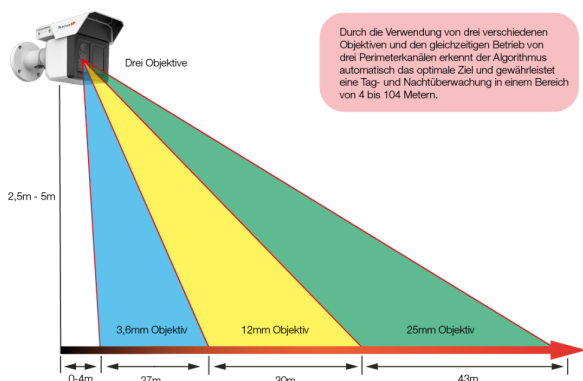 Drei Objektive
Durch die Verwendung von drei verschiedenen
Objektiven und den gleichzeitigen Betrieb von
drei Perimeterkanälen erkennt der Algorithmus
automatisch das optimale Ziel und gewährleistet
eine Tag- und Nachtüberwachung in einem Bereich
von 4 bis 104 Metern.
2,5m - 5m
3,6mm Objektiv
12mm Objektiv
25mm Objektiv
0-4m
27m
30m
43m